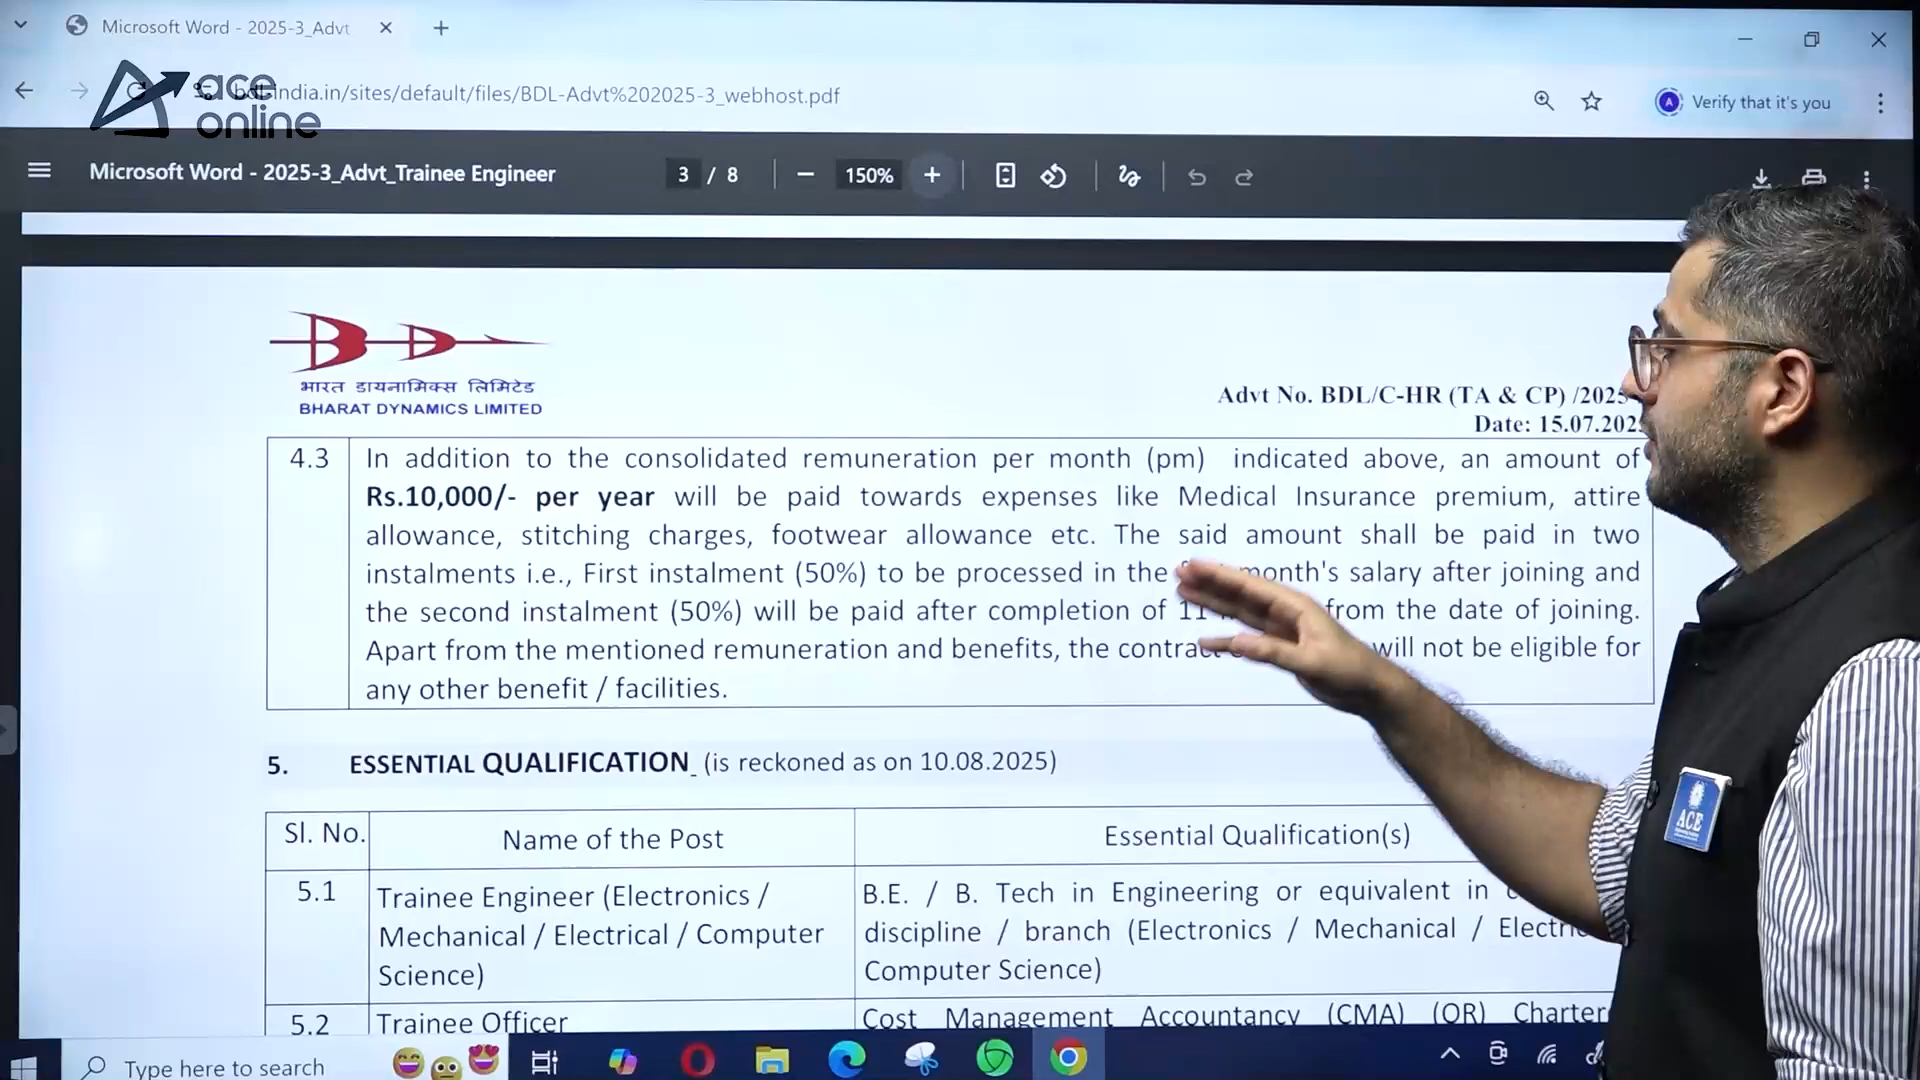 Microsoft Word - 2025-3_Advt
ace
online
bdl-india.in/sites/default/files/BDL-Advt%202025-3_webhost.pdf
A
Verify that it's you
Microsoft Word - 2025-3_Advt_Trainee Engineer
3 / 8
150%
भारत डायनामिक्स लिमिटेड
BHARAT DYNAMICS LIMITED
Advt No. BDL/C-HR (TA & CP) /2025
Date: 15.07.202
4.3
In addition to the consolidated remuneration per month (pm) indicated above, an amount of
Rs.10,000/- per year will be paid towards expenses like Medical Insurance premium, attire
allowance, stitching charges, footwear allowance etc. The said amount shall be paid in two
instalments i.e., First instalment (50%) to be processed in the month's salary after joining and
the second instalment (50%) will be paid after completion of 11 from the date of joining.
Apart from the mentioned remuneration and benefits, the contract will not be eligible for
any other benefit / facilities.
5. ESSENTIAL QUALIFICATION (is reckoned as on 10.08.2025)
Sl. No. Name of the Post Essential Qualification(s)
5.1
Trainee Engineer (Electronics /
Mechanical / Electrical / Computer
Science)
B.E. / B. Tech in Engineering or equivalent in
discipline / branch (Electronics / Mechanical /
Computer Science)
5.2
Trainee Officer
Cost Management Accountancy (CMA) (OR)
ACE
Type here to search